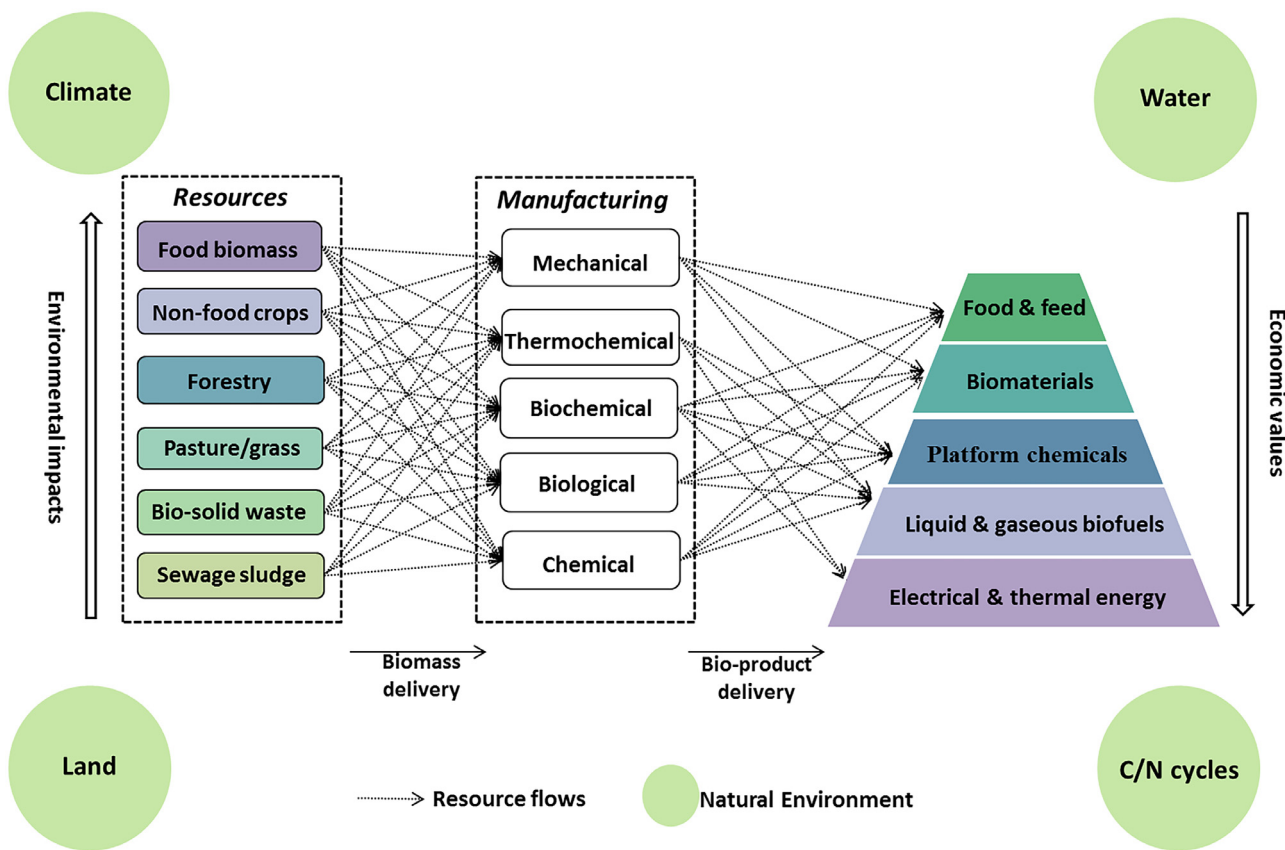 Climate
Water
Resources
Food biomass
Non-food crops
Forestry
Pasture/grass
Bio-solid waste
Sewage sludge
Environmental impacts
Manufacturing
Mechanical
Thermochemical
Biochemical
Biological
Chemical
Food & feed
Biomaterials
Platform chemicals
Liquid & gaseous biofuels
Electrical & thermal energy
Economic values
Biomass
delivery
Bio-product
delivery
Land
C/N cycles
Resource flows
Natural Environment